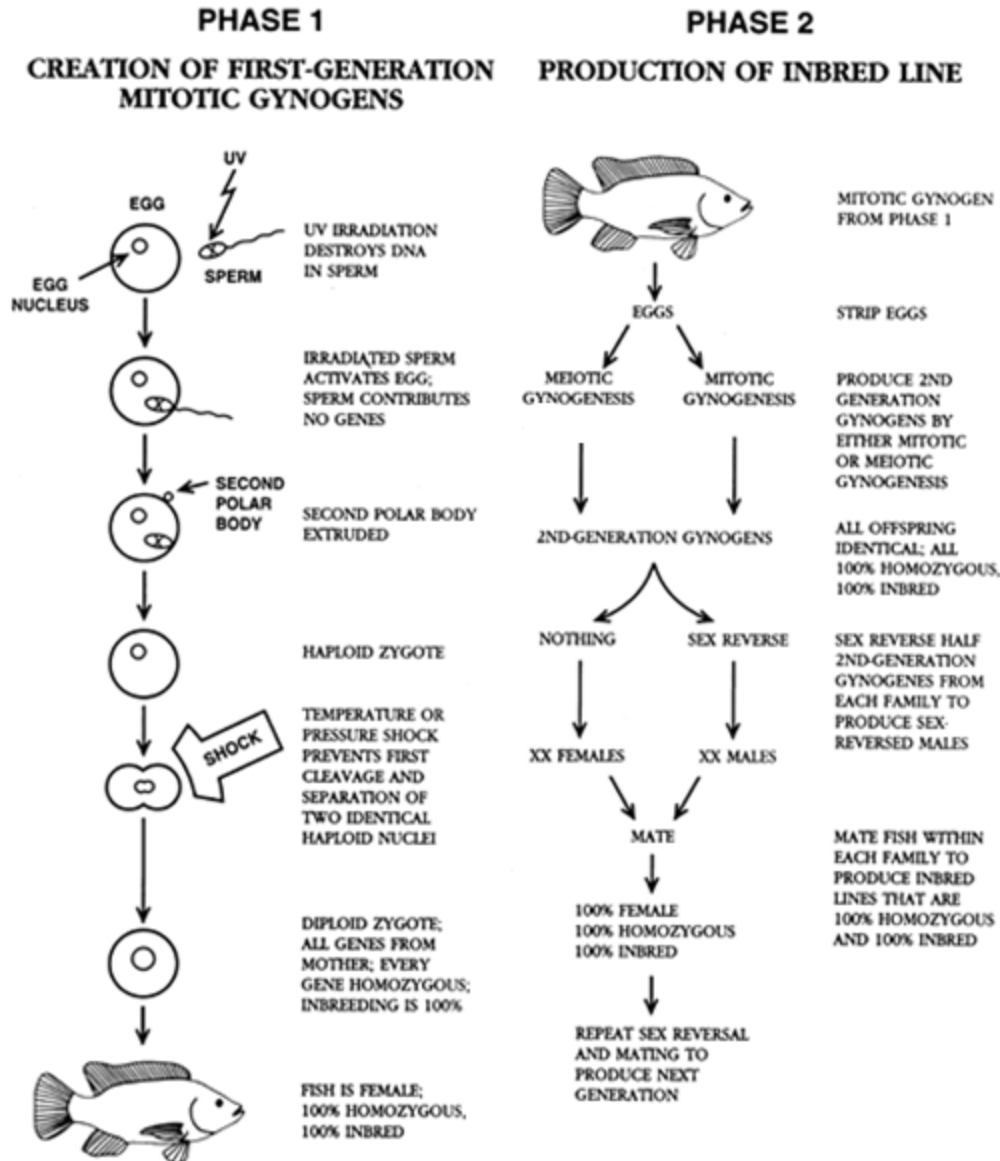 PHASE 1
CREATION OF FIRST-GENERATION
MITOTIC GYNOGENS
UV
EGG
EGG
NUCLEUS
SPERM
UV IRRADIATION
DESTROYS DNA
IN SPERM
IRRADIATED SPERM
ACTIVATES EGG;
SPERM CONTRIBUTES
NO GENES
SECOND
POLAR
BODY
SECOND POLAR BODY
EXTRUDED
HAPLOID ZYGOTE
SHOCK
TEMPERATURE OR
PRESSURE SHOCK
PREVENTS FIRST
CLEAVAGE AND
SEPARATION OF
TWO IDENTICAL
HAPLOID NUCLEI
DIPLOID ZYGOTE;
ALL GENES FROM
MOTHER; EVERY
GENE HOMOZYGOUS;
INBREEDING IS 100%
FISH IS FEMALE;
100% HOMOZYGOUS,
100% INBRED
PHASE 2
PRODUCTION OF INBRED LINE
MITOTIC GYNOGEN
FROM PHASE 1
EGGS
STRIP EGGS
MEIOTIC
GYNOGENESIS
MITOTIC
GYNOGENESIS
PRODUCE 2ND
GENERATION
GYNOGENS BY
EITHER MITOTIC
OR MEIOTIC
GYNOGENESIS
2ND-GENERATION GYNOGENS
ALL OFFSPRING
IDENTICAL; ALL
100% HOMOZYGOUS,
100% INBRED
NOTHING
SEX REVERSE
SEX REVERSE HALF
2ND-GENERATION
GYNOGENES FROM
EACH FAMILY TO
PRODUCE SEX-
REVERSED MALES
XX FEMALES
XX MALES
MATE
MATE FISH WITHIN
EACH FAMILY TO
PRODUCE INBRED
LINES THAT ARE
100% HOMOZYGOUS
AND 100% INBRED
100% FEMALE
100% HOMOZYGOUS
100% INBRED
REPEAT SEX REVERSAL
AND MATING TO
PRODUCE NEXT
GENERATION